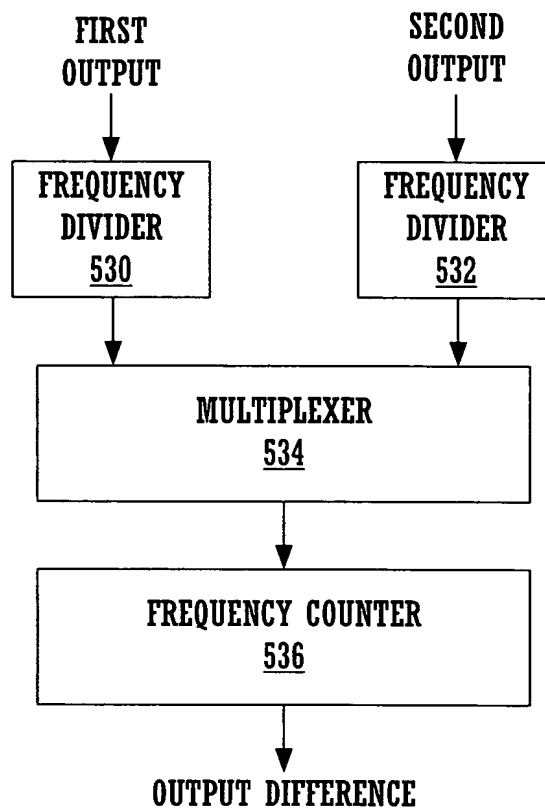 FIRST
OUTPUT
SECOND
OUTPUT
FREQUENCY
DIVIDER
530
FREQUENCY
DIVIDER
532
MULTIPLEXER
534
FREQUENCY COUNTER
536
OUTPUT DIFFERENCE